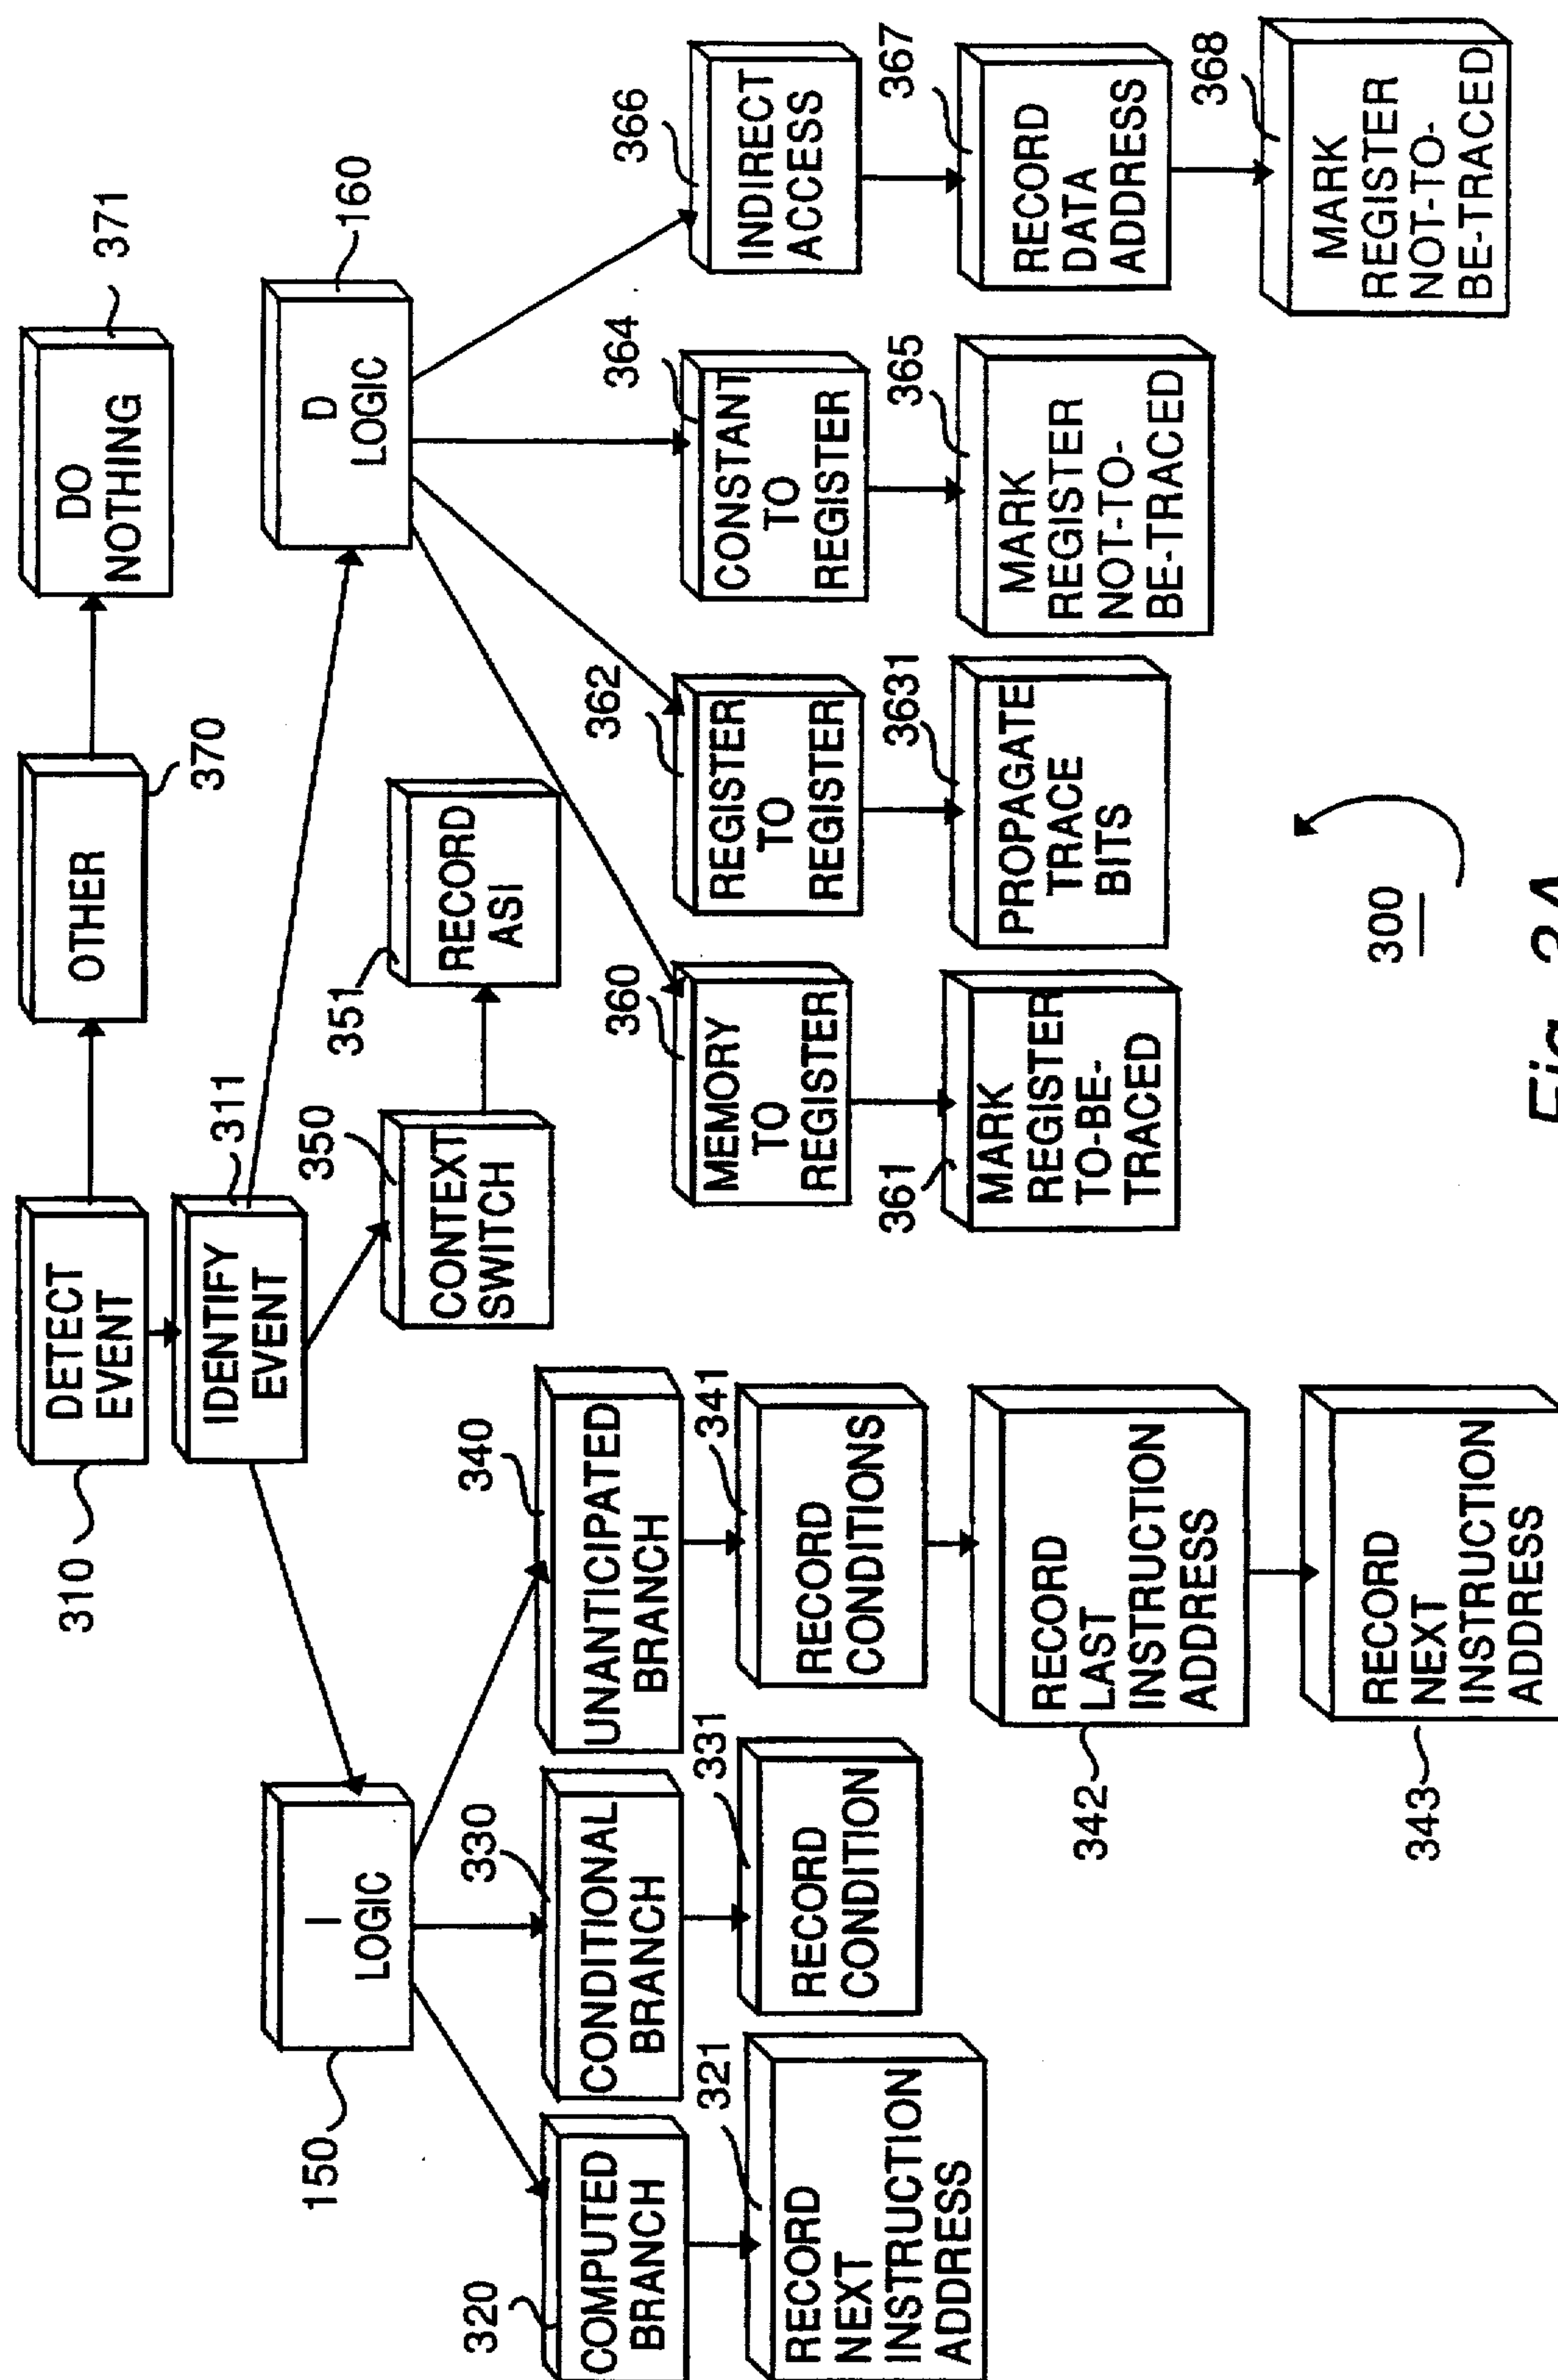 310
DETECT
EVENT
OTHER
370
DO
NOTHING
371
IDENTIFY
EVENT
311
150
I
LOGIC
D
LOGIC
160
350
CONTEXT
SWITCH
351
RECORD
ASI
320
COMPUTED
BRANCH
330
CONDITIONAL
BRANCH
340
UNANTICIPATED
BRANCH
360
MEMORY
TO
REGISTER
362
REGISTER
TO
REGISTER
364
CONSTANT
TO
REGISTER
366
INDIRECT
ACCESS
321
RECORD
NEXT
INSTRUCTION
ADDRESS
331
RECORD
CONDITION
341
RECORD
CONDITIONS
361
MARK
REGISTER
TO-BE-
TRACED
3631
PROPAGATE
TRACE
BITS
365
MARK
REGISTER
NOT-TO-
BE-TRACED
367
RECORD
DATA
ADDRESS
342
RECORD
LAST
INSTRUCTION
ADDRESS
368
MARK
REGISTER
NOT-TO-
BE-TRACED
343
RECORD
NEXT
INSTRUCTION
ADDRESS
300
Fig. 3A